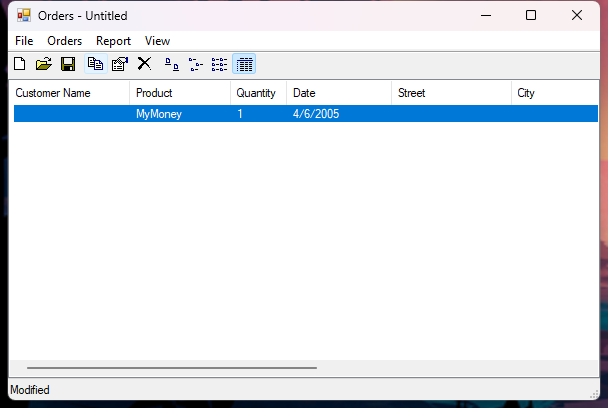 Orders - Untitled
File Orders Report View
Customer Name Product Quantity Date Street City
MyMoney 1 4/6/2005
Modified